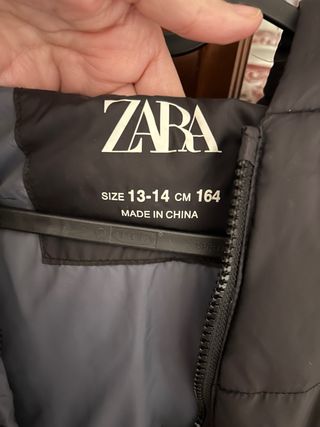 ZARA
SIZE 13-14 CM 164
MADE IN CHINA